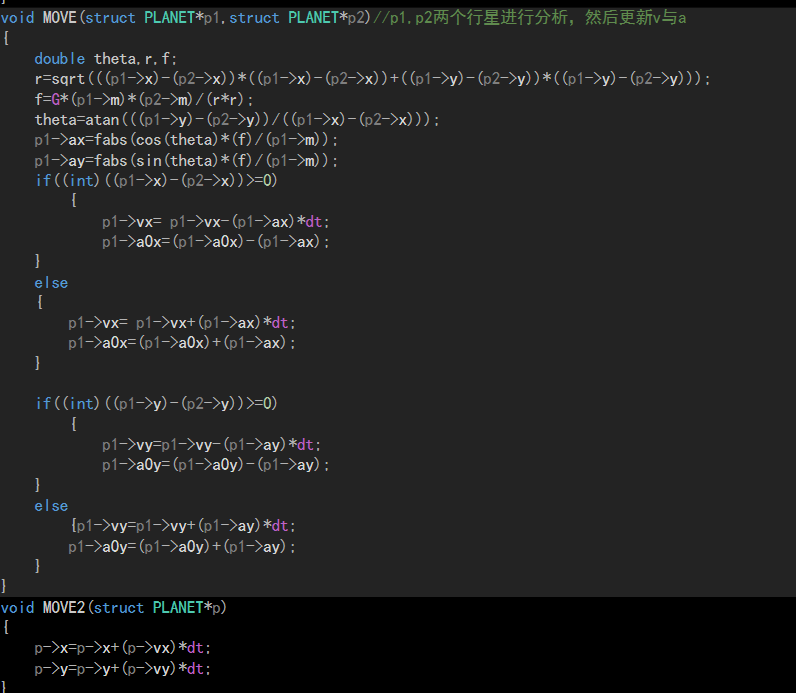 void MOVE(struct PLANET*p1,struct PLANET*p2)//p1,p2两个行星进行分析，然后更新v与a
{
    double theta,r,f;
    r=sqrt(((p1->x)-(p2->x))*((p1->x)-(p2->x))+((p1->y)-(p2->y))*((p1->y)-(p2->y)));
    f=G*(p1->m)*(p2->m)/(r*r);
    theta=atan(((p1->y)-(p2->y))/((p1->x)-(p2->x)));
    p1->ax=fabs(cos(theta)*(f)/(p1->m));
    p1->ay=fabs(sin(theta)*(f)/(p1->m));
    if((int)((p1->x)-(p2->x))>=0)
        {
            p1->vx= p1->vx-(p1->ax)*dt;
            p1->a0x=(p1->a0x)-(p1->ax);
    }
    else
    {
        p1->vx= p1->vx+(p1->ax)*dt;
        p1->a0x=(p1->a0x)+(p1->ax);
    }
    if((int)((p1->y)-(p2->y))>=0)
        {
            p1->vy=p1->vy-(p1->ay)*dt;
            p1->a0y=(p1->a0y)-(p1->ay);
    }
    else
        {p1->vy=p1->vy+(p1->ay)*dt;
        p1->a0y=(p1->a0y)+(p1->ay);
    }
}
void MOVE2(struct PLANET*p)
{
    p->x=p->x+(p->vx)*dt;
    p->y=p->y+(p->vy)*dt;
}